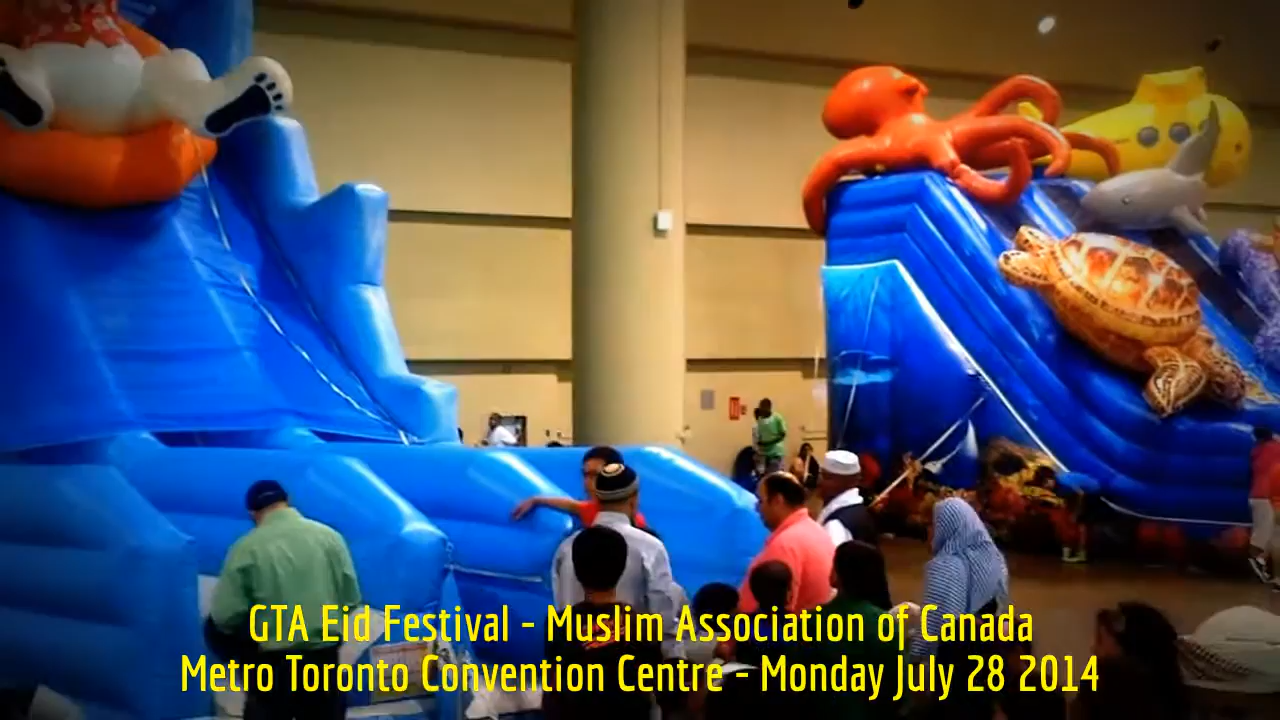 GTA Eid Festival - Muslim Association of Canada
Metro Toronto Convention Centre - Monday July 28 2014